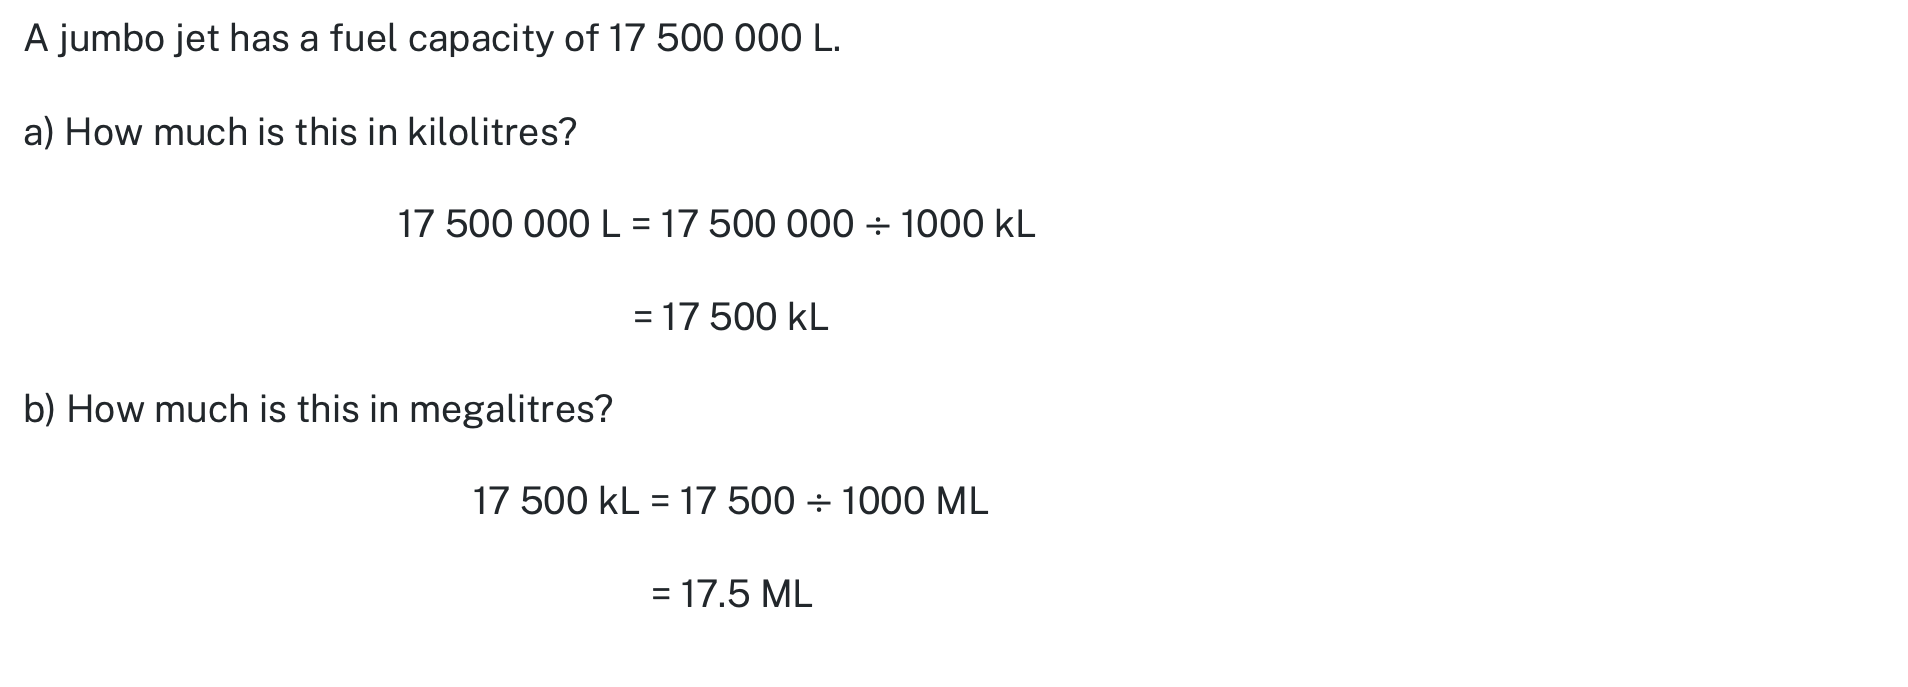 A jumbo jet has a fuel capacity of 17 500 000 L.
a) How much is this in kilolitres?
17 500 000 L = 17 500 000 ÷ 1000 kL
= 17 500 kL
b) How much is this in megalitres?
17 500 kL = 17 500 ÷ 1000 ML
= 17.5 ML